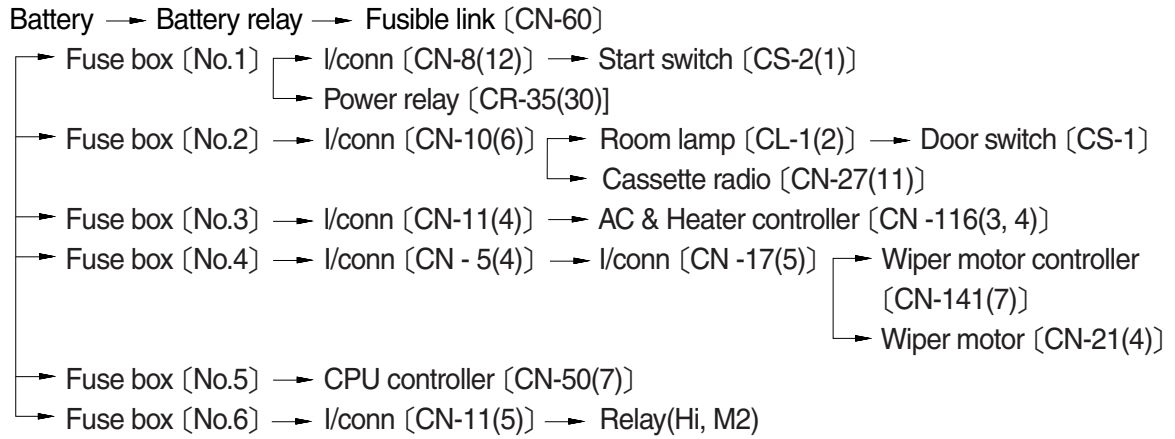 Battery → Battery relay → Fusible link〔CN-60〕
→ Fuse box〔No.1〕 → I/conn〔CN-8(12)〕 → Start switch〔CS-2(1)〕
→ Power relay〔CR-35(30)]
→ Fuse box〔No.2〕 → I/conn〔CN-10(6)〕 → Room lamp〔CL-1(2)〕 → Door switch〔CS-1〕
→ Cassette radio〔CN-27(11)〕
→ Fuse box〔No.3〕 → I/conn〔CN-11(4)〕 → AC & Heater controller〔CN -116(3, 4)〕
→ Fuse box〔No.4〕 → I/conn〔CN - 5(4)〕 → I/conn〔CN -17(5)〕 → Wiper motor controller
〔CN-141(7)〕
→ Wiper motor〔CN-21(4)〕
→ Fuse box〔No.5〕 → CPU controller〔CN-50(7)〕
→ Fuse box〔No.6〕 → I/conn〔CN-11(5)〕 → Relay(Hi, M2)